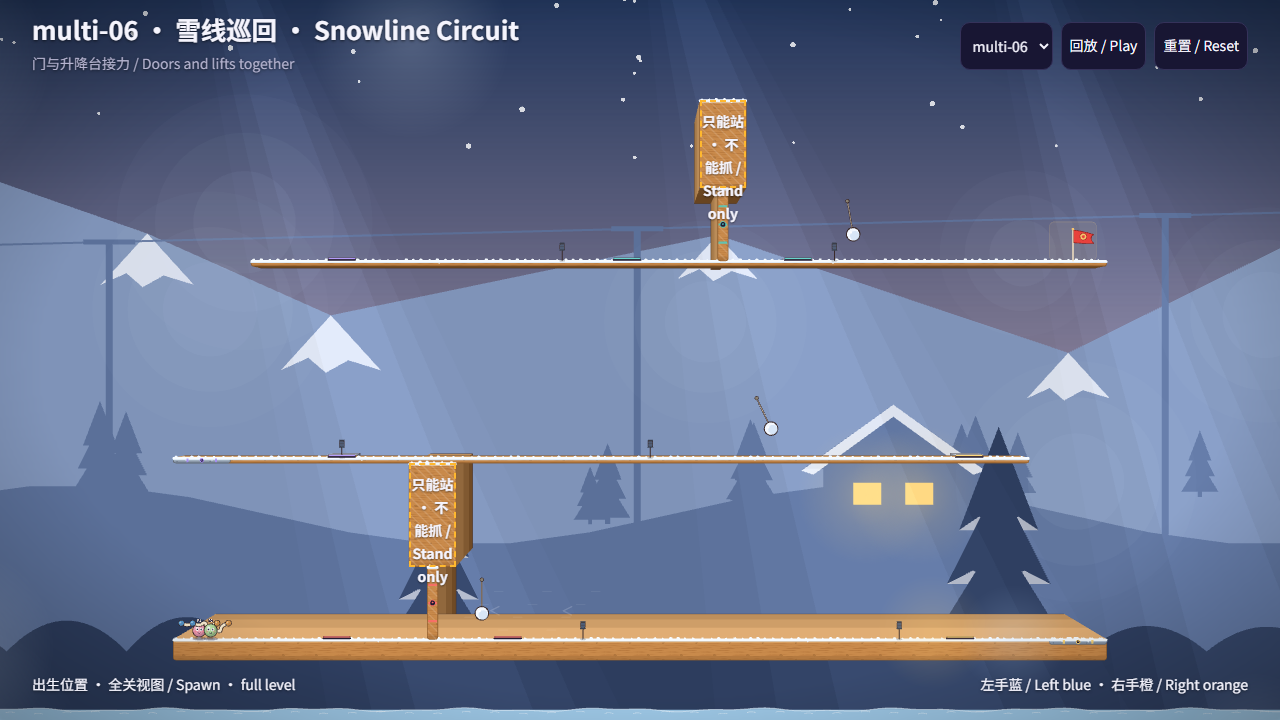 multi-06 • 雪线巡回 • Snowline Circuit
门与升降台接力 / Doors and lifts together
multi-06
回放 / Play
重置 / Reset
只能站
• 不
能抓 /
Stand
only
只能站
• 不
能抓 /
Stand
only
出生位置 • 全关视图 / Spawn • full level
左手蓝 / Left blue • 右手橙 / Right orange